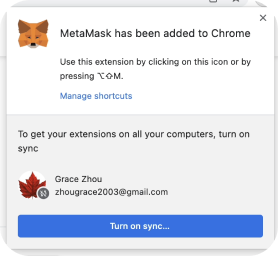 MetaMask has been added to Chrome
Use this extension by clicking on this icon or by
pressing ⌥⇧M.
Manage shortcuts
To get your extensions on all your computers, turn on
sync
Grace Zhou
zhougrace2003@gmail.com
Turn on sync...